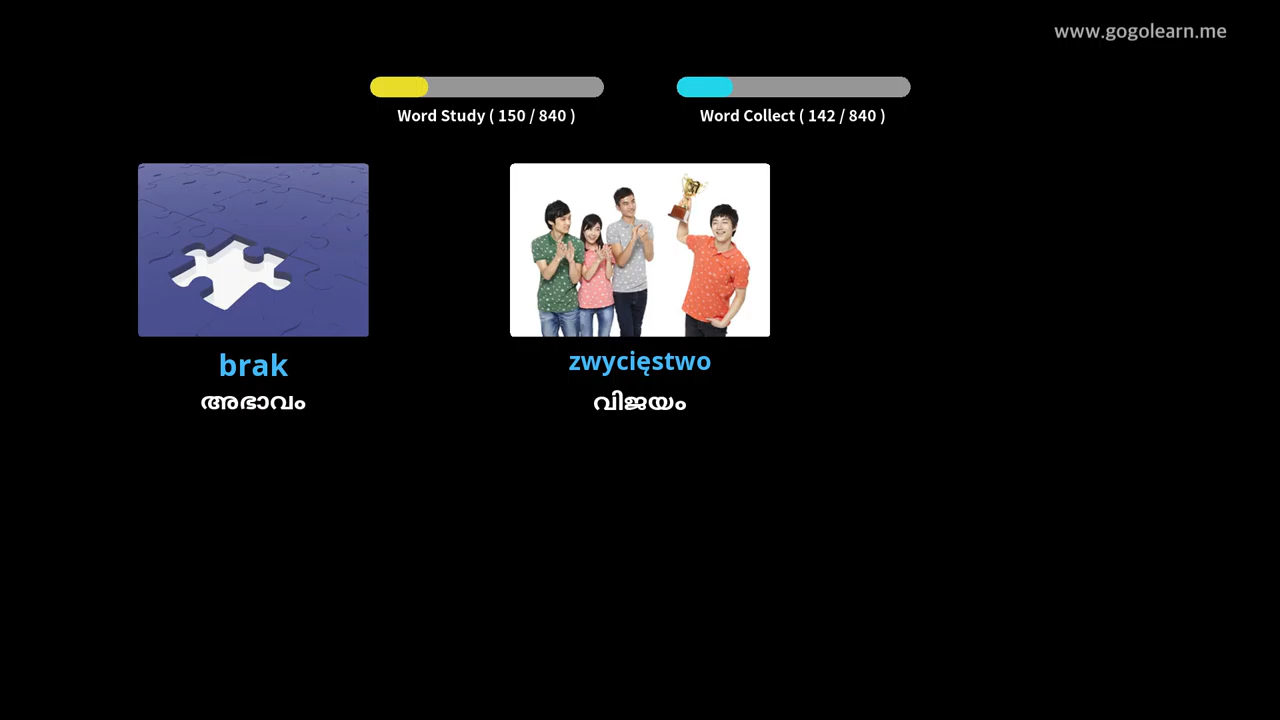 www.gogolearn.me
Word Study ( 150 / 840 )
Word Collect ( 142 / 840 )
brak
അഭാവം
zwycięstwo
വിജയം